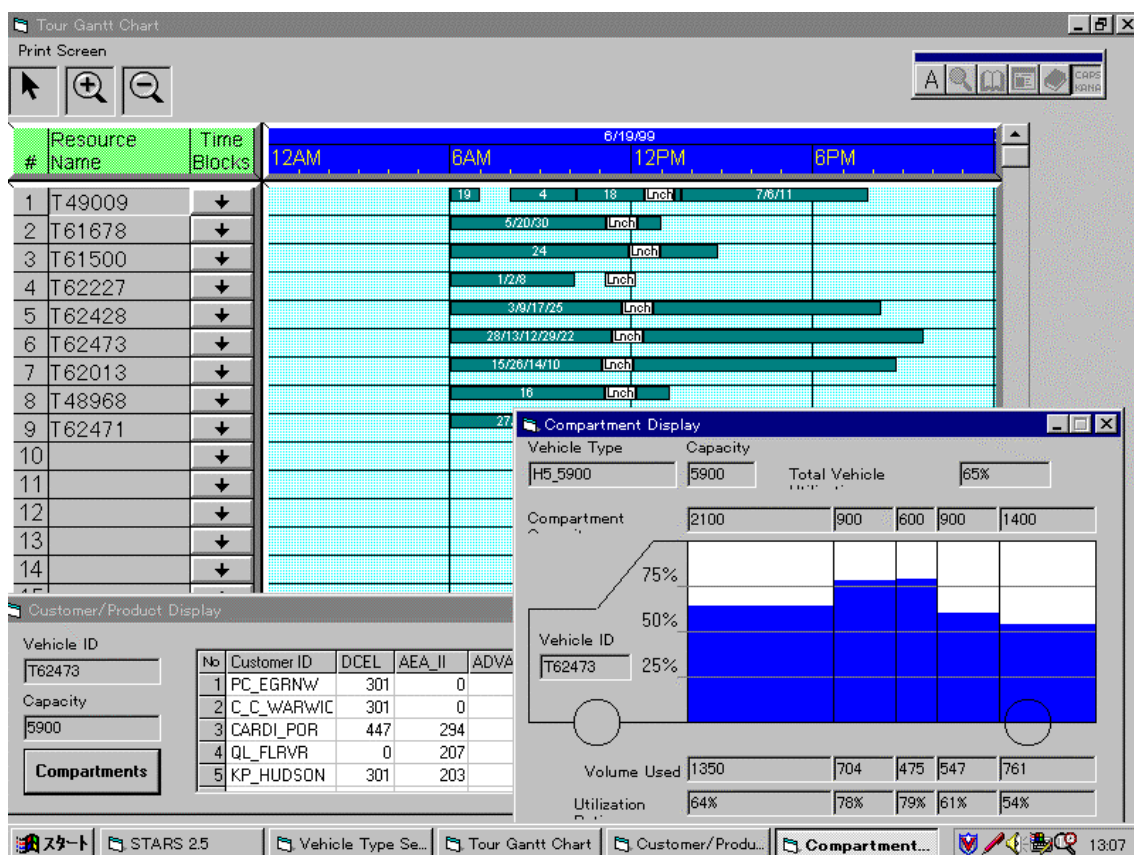 Tour Gantt Chart
Print Screen
A CAPS KANA
# Resource Name Time Blocks
6/19/99
12AM 6AM 12PM 6PM
1 T49009 19 4 18 Lnch 7/6/11
2 T61678 5/20/30 Lnch
3 T61500 24 Lnch
4 T62227 1/2/8 Lnch
5 T62428 3/9/17/25 Lnch
6 T62473 28/13/12/29/22 Lnch
7 T62013 15/26/14/10 Lnch
8 T48968 16 Lnch
9 T62471 27
10
11
12
13
14
Compartment Display
Vehicle Type Capacity
H5_5900 5900 Total Vehicle 65%
Compartment 2100 900 600 900 1400
75%
50%
25%
Vehicle ID
T62473
Volume Used 1350 704 475 547 761
Utilization 64% 78% 79% 61% 54%
Customer/Product Display
Vehicle ID
T62473
Capacity
5900
Compartments
No Customer ID DCEL AEA_II ADVA
1 PC_EGRNW 301 0
2 C_C_WARWIC 301 0
3 CARDI_POR 447 294
4 QL_FLRVR 0 207
5 KP_HUDSON 301 203
スタート STARS 2.5 Vehicle Type Se... Tour Gantt Chart Customer/Produ... Compartment... 13:07